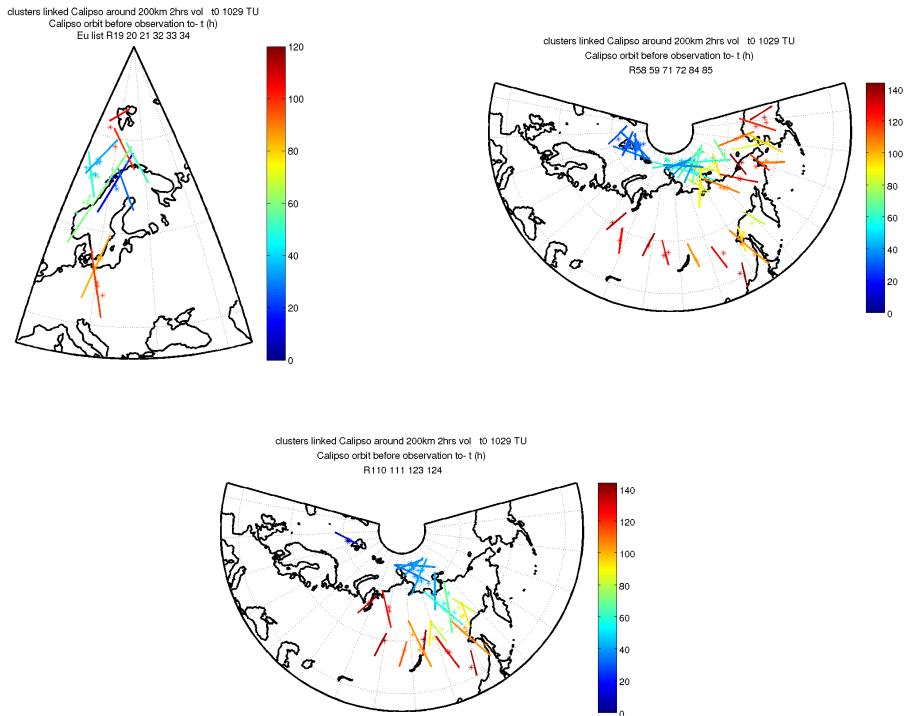 clusters linked Calipso around 200km 2hrs vol   t0 1029 TU
Calipso orbit before observation to- t (h)
Eu list R19 20 21 32 33 34
120
100
80
60
40
20
0
clusters linked Calipso around 200km 2hrs vol   t0 1029 TU
Calipso orbit before observation to- t (h)
R58 59 71 72 84 85
140
120
100
80
60
40
20
0
clusters linked Calipso around 200km 2hrs vol   t0 1029 TU
Calipso orbit before observation to- t (h)
R110 111 123 124
140
120
100
80
60
40
20
0